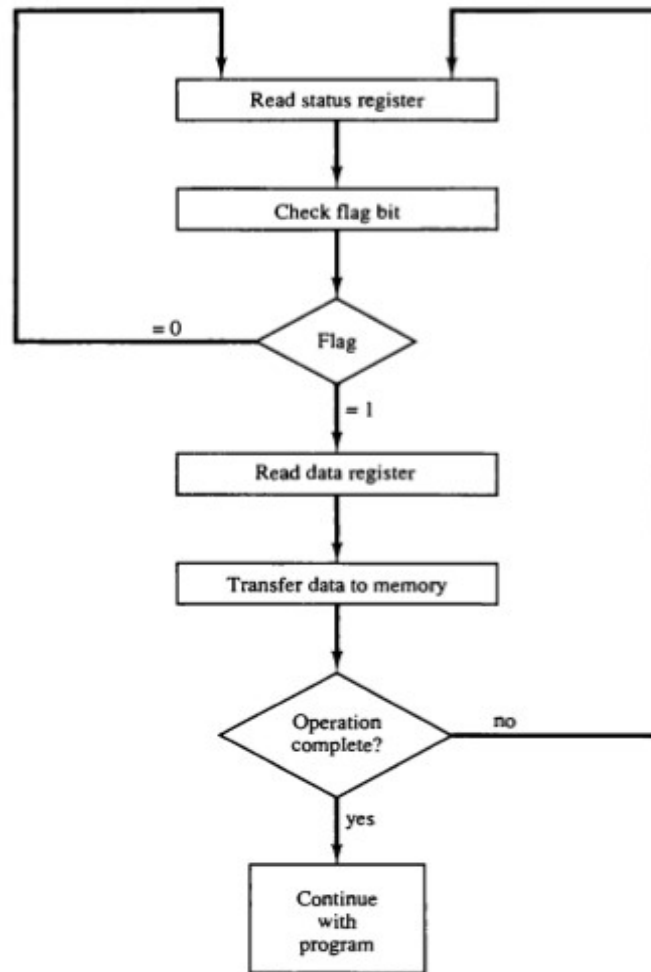 Read status register
Check flag bit
= 0
Flag
= 1
Read data register
Transfer data to memory
Operation
complete?
no
yes
Continue
with
program